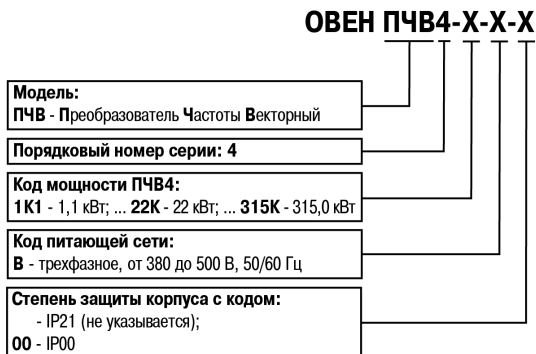 ОВЕН ПЧВ4-Х-Х-Х
Модель:
ПЧВ - Преобразователь Частоты Векторный
Порядковый номер серии: 4
Код мощности ПЧВ4:
1К1 - 1,1 кВт; ... 22К - 22 кВт; ... 315К - 315,0 кВт
Код питающей сети:
В - трехфазное, от 380 до 500 В, 50/60 Гц
Степень защиты корпуса с кодом:
- IP21 (не указывается);
00 - IP00